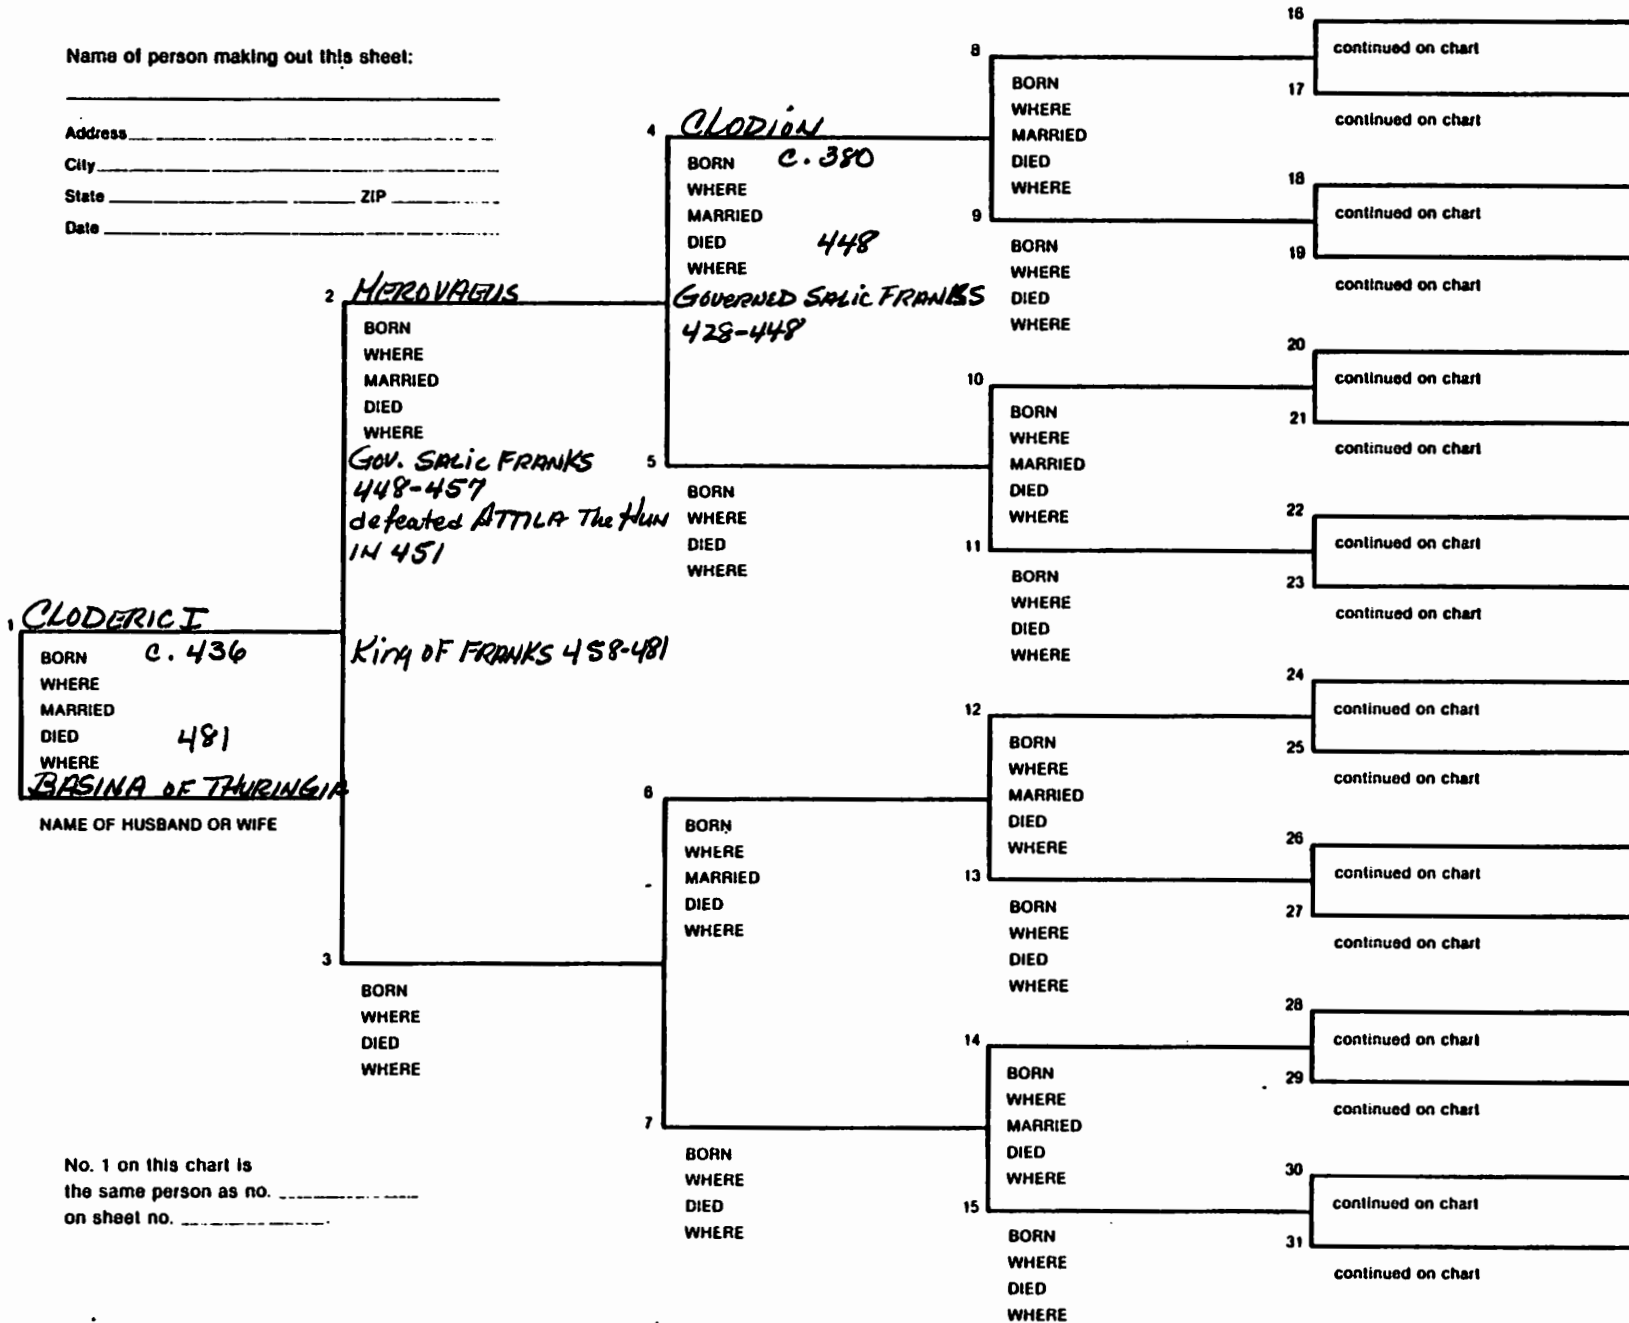 Name of person making out this sheet:
Address
City
State ZIP
Date
1 CLODERIC I
BORN C. 436
WHERE
MARRIED
DIED 481
WHERE
BASINA OF THURINGIA
NAME OF HUSBAND OR WIFE
King OF FRANKS 458-481
No. 1 on this chart is
the same person as no.
on sheet no.
2 MEROVAEUS
BORN
WHERE
MARRIED
DIED
WHERE
GOV. SALIC FRANKS
448-457
defeated ATTILA The HUN
IN 451
3
BORN
WHERE
DIED
WHERE
4 CLODION
BORN C. 380
WHERE
MARRIED
DIED 448
WHERE
GOVERNED SALIC FRANKS
428-448
5
BORN
WHERE
DIED
WHERE
6
BORN
WHERE
MARRIED
DIED
WHERE
7
BORN
WHERE
DIED
WHERE
8
BORN
WHERE
MARRIED
DIED
WHERE
9
BORN
WHERE
DIED
WHERE
10
BORN
WHERE
MARRIED
DIED
WHERE
11
BORN
WHERE
DIED
WHERE
12
BORN
WHERE
MARRIED
DIED
WHERE
13
BORN
WHERE
DIED
WHERE
14
BORN
WHERE
MARRIED
DIED
WHERE
15
BORN
WHERE
DIED
WHERE
16
continued on chart
17
continued on chart
18
continued on chart
19
continued on chart
20
continued on chart
21
continued on chart
22
continued on chart
23
continued on chart
24
continued on chart
25
continued on chart
26
continued on chart
27
continued on chart
28
continued on chart
29
continued on chart
30
continued on chart
31
continued on chart